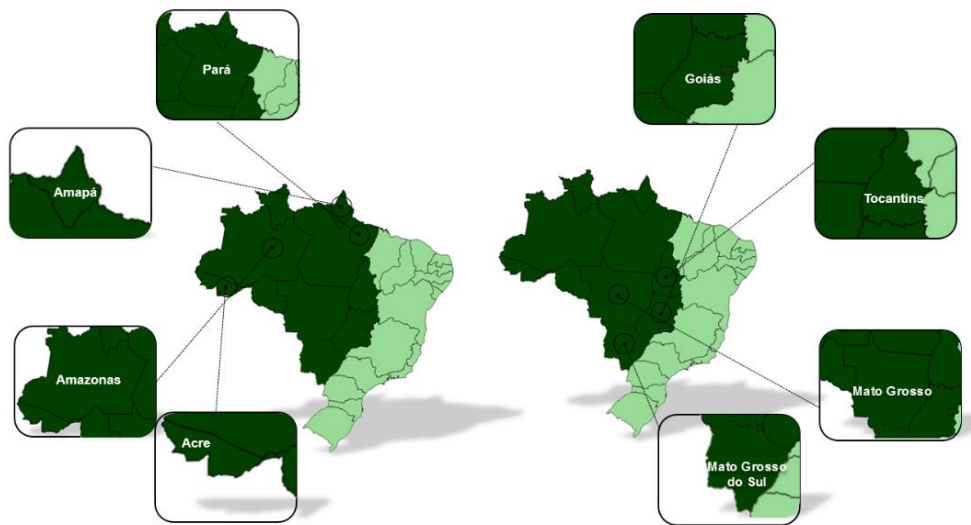 Pará
Amapá
Amazonas
Acre
Goiás
Tocantins
Mato Grosso
Mato Grosso
do Sul